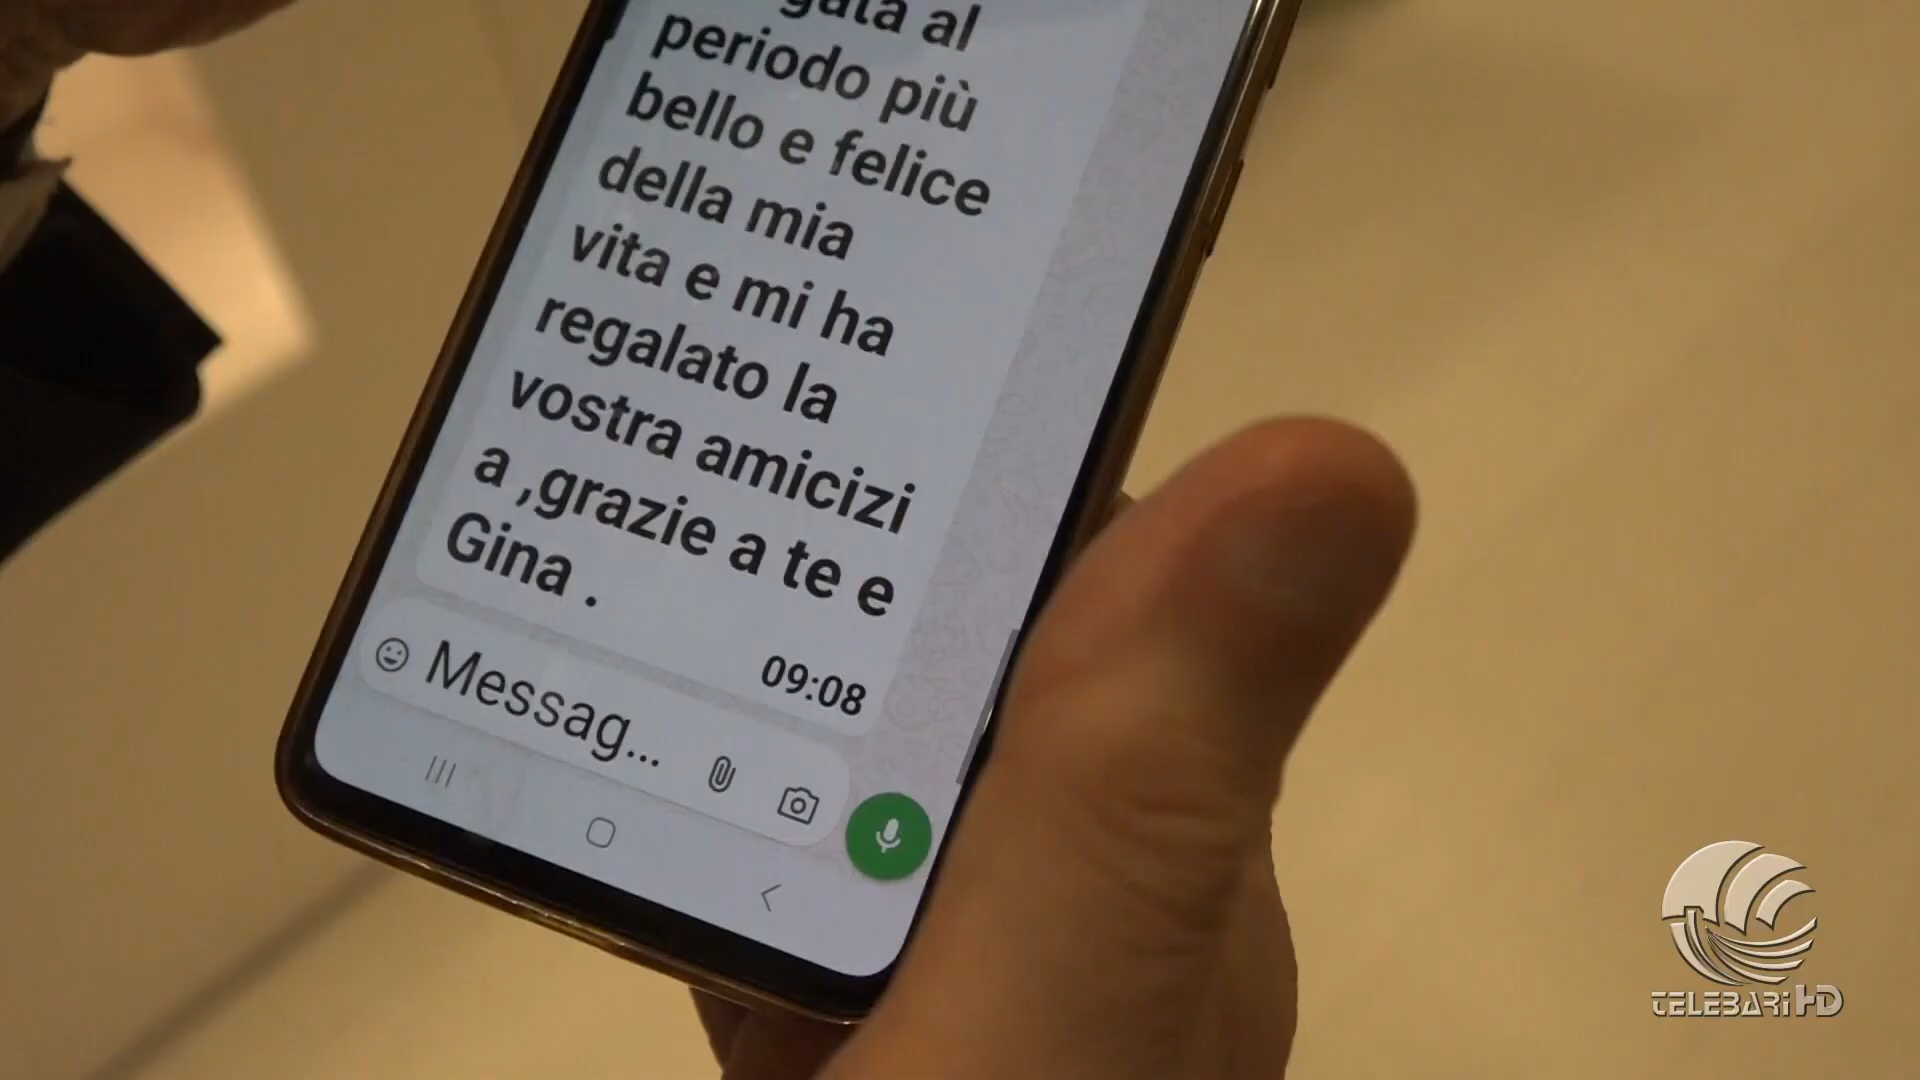 al
periodo più
bello e felice
della mia
vita e mi ha
regalato la
vostra amicizi
a ,grazie a te e
Gina .
09:08
Messag...
TELEBARI HD